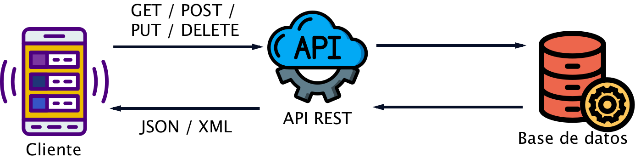 GET / POST /
PUT / DELETE
API
JSON / XML
API REST
Cliente
Base de datos